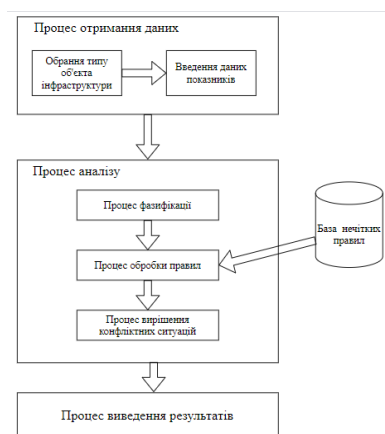 Процес отримання даних
Обрання типу
об'єкта
інфраструктури
Введення даних
показників
Процес аналізу
Процес фазифікації
База нечітких
правил
Процес обробки правил
Процес вирішення
конфліктних ситуацій
Процес виведення результатів